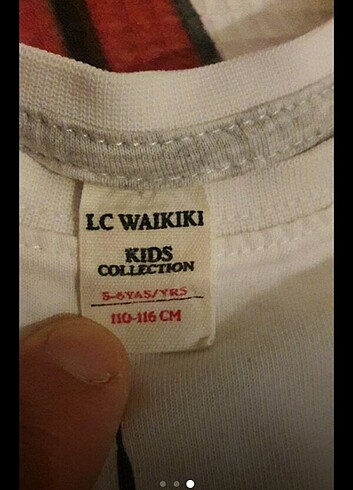 LC WAIKIKI
KIDS
COLLECTION
5-6YAS/YRS
110-116 CM